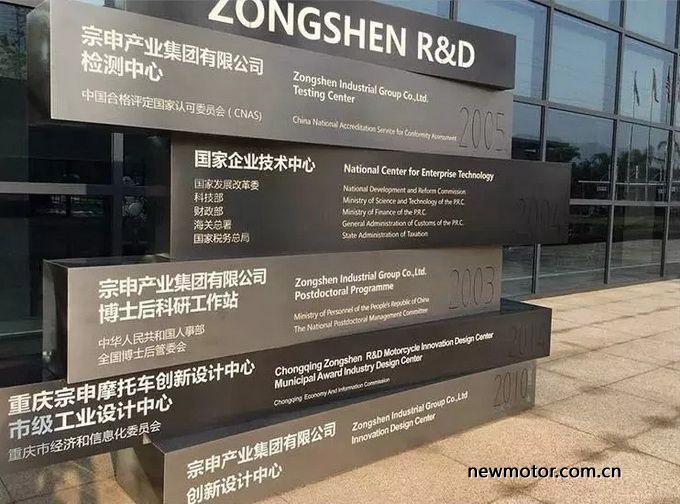 ZONGSHEN R&D
宗申产业集团有限公司
检测中心
中国合格评定国家认可委员会（CNAS）
Zongshen Industrial Group Co.,Ltd.
Testing Center
China National Accreditation Service for Conformity Assessment
2005
国家企业技术中心
国家发展改革委
科技部
财政部
海关总署
国家税务总局
National Center for Enterprise Technology
National Development and Reform Commission
Ministry of Science and Technology of the P.R.C.
Ministry of Finance of the P.R.C.
General Administration of Customs of the P.R.C.
State Administration of Taxation
2004
宗申产业集团有限公司
博士后科研工作站
中华人民共和国人事部
全国博士后管委会
Zongshen Industrial Group Co.,Ltd.
Postdoctoral Programme
Ministry of Personnel of the People's Republic of China
The National Postdoctoral Management Committee
2003
重庆宗申摩托车创新设计中心
市级工业设计中心
重庆市经济和信息化委员会
Chongqing Zongshen R&D Motorcycle Innovation Design Center
Municipal Award Industry Design Center
Chongqing Economy And Information Commission
2014
宗申产业集团有限公司
创新设计中心
Zongshen Industrial Group Co.,Ltd
Innovation Design Center
2010
newmotor.com.cn